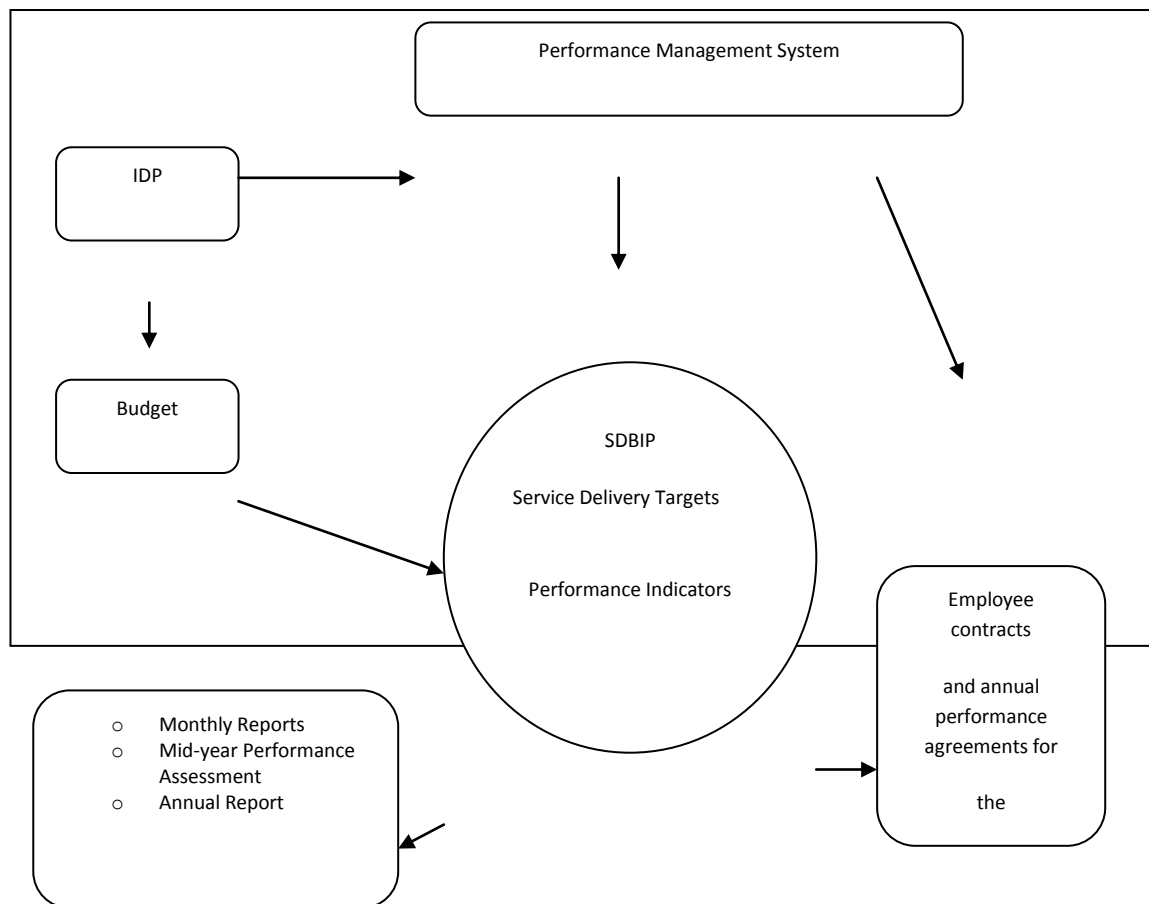 Performance Management System
IDP
Budget
SDBIP
Service Delivery Targets
Performance Indicators
Employee
contracts
and annual
performance
agreements for
the
o Monthly Reports
o Mid-year Performance
Assessment
o Annual Report